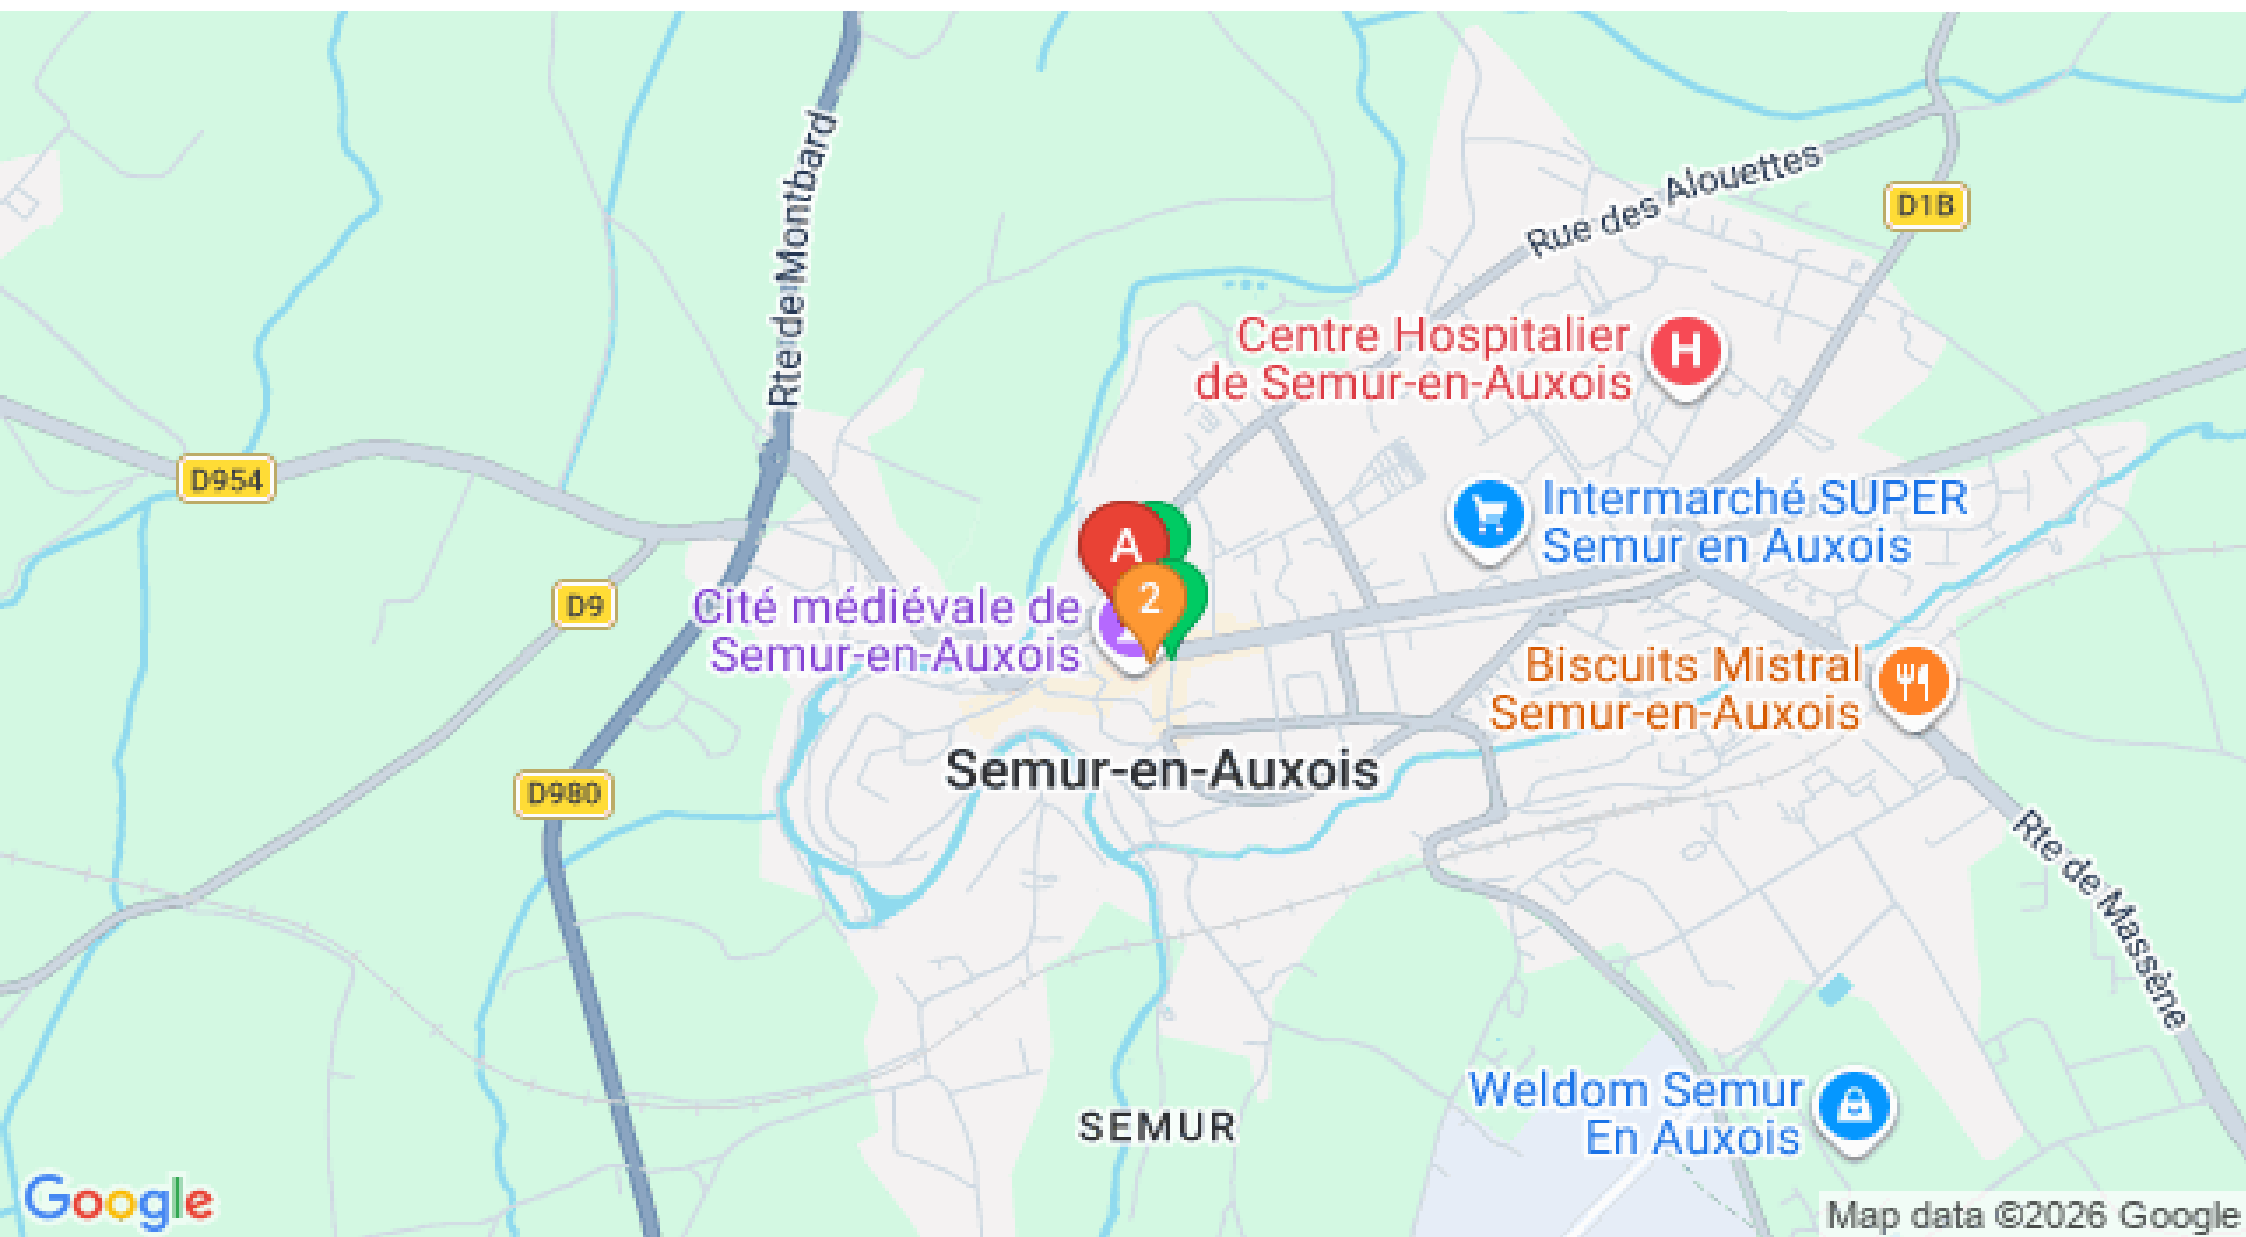 Rte de Montbard
Rue des Alouettes
D1B
Centre Hospitalier
de Semur-en-Auxois
D954
Intermarché SUPER
Semur en Auxois
A
2
D9
Cité médiévale de
Semur-en-Auxois
Biscuits Mistral
Semur-en-Auxois
Semur-en-Auxois
D980
Rte de Massène
Weldom Semur
En Auxois
SEMUR
Google
Map data ©2026 Google
H